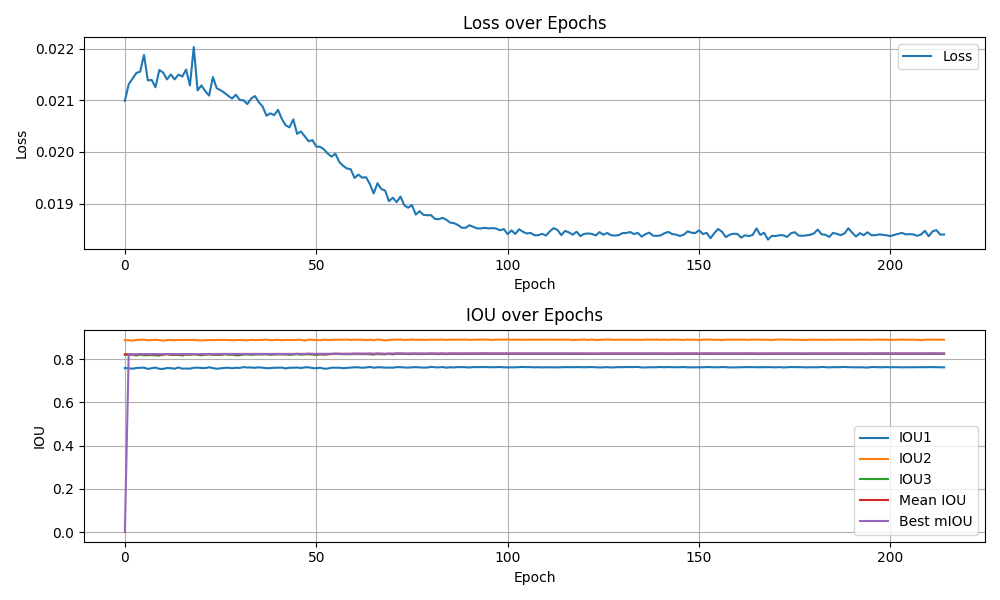 Loss over Epochs
0.022
0.021
0.020
0.019
Loss
Loss
0
50
100
150
200
Epoch
IOU over Epochs
0.8
0.6
0.4
0.2
0.0
IOU
IOU1
IOU2
IOU3
Mean IOU
Best mIOU
0
50
100
150
200
Epoch